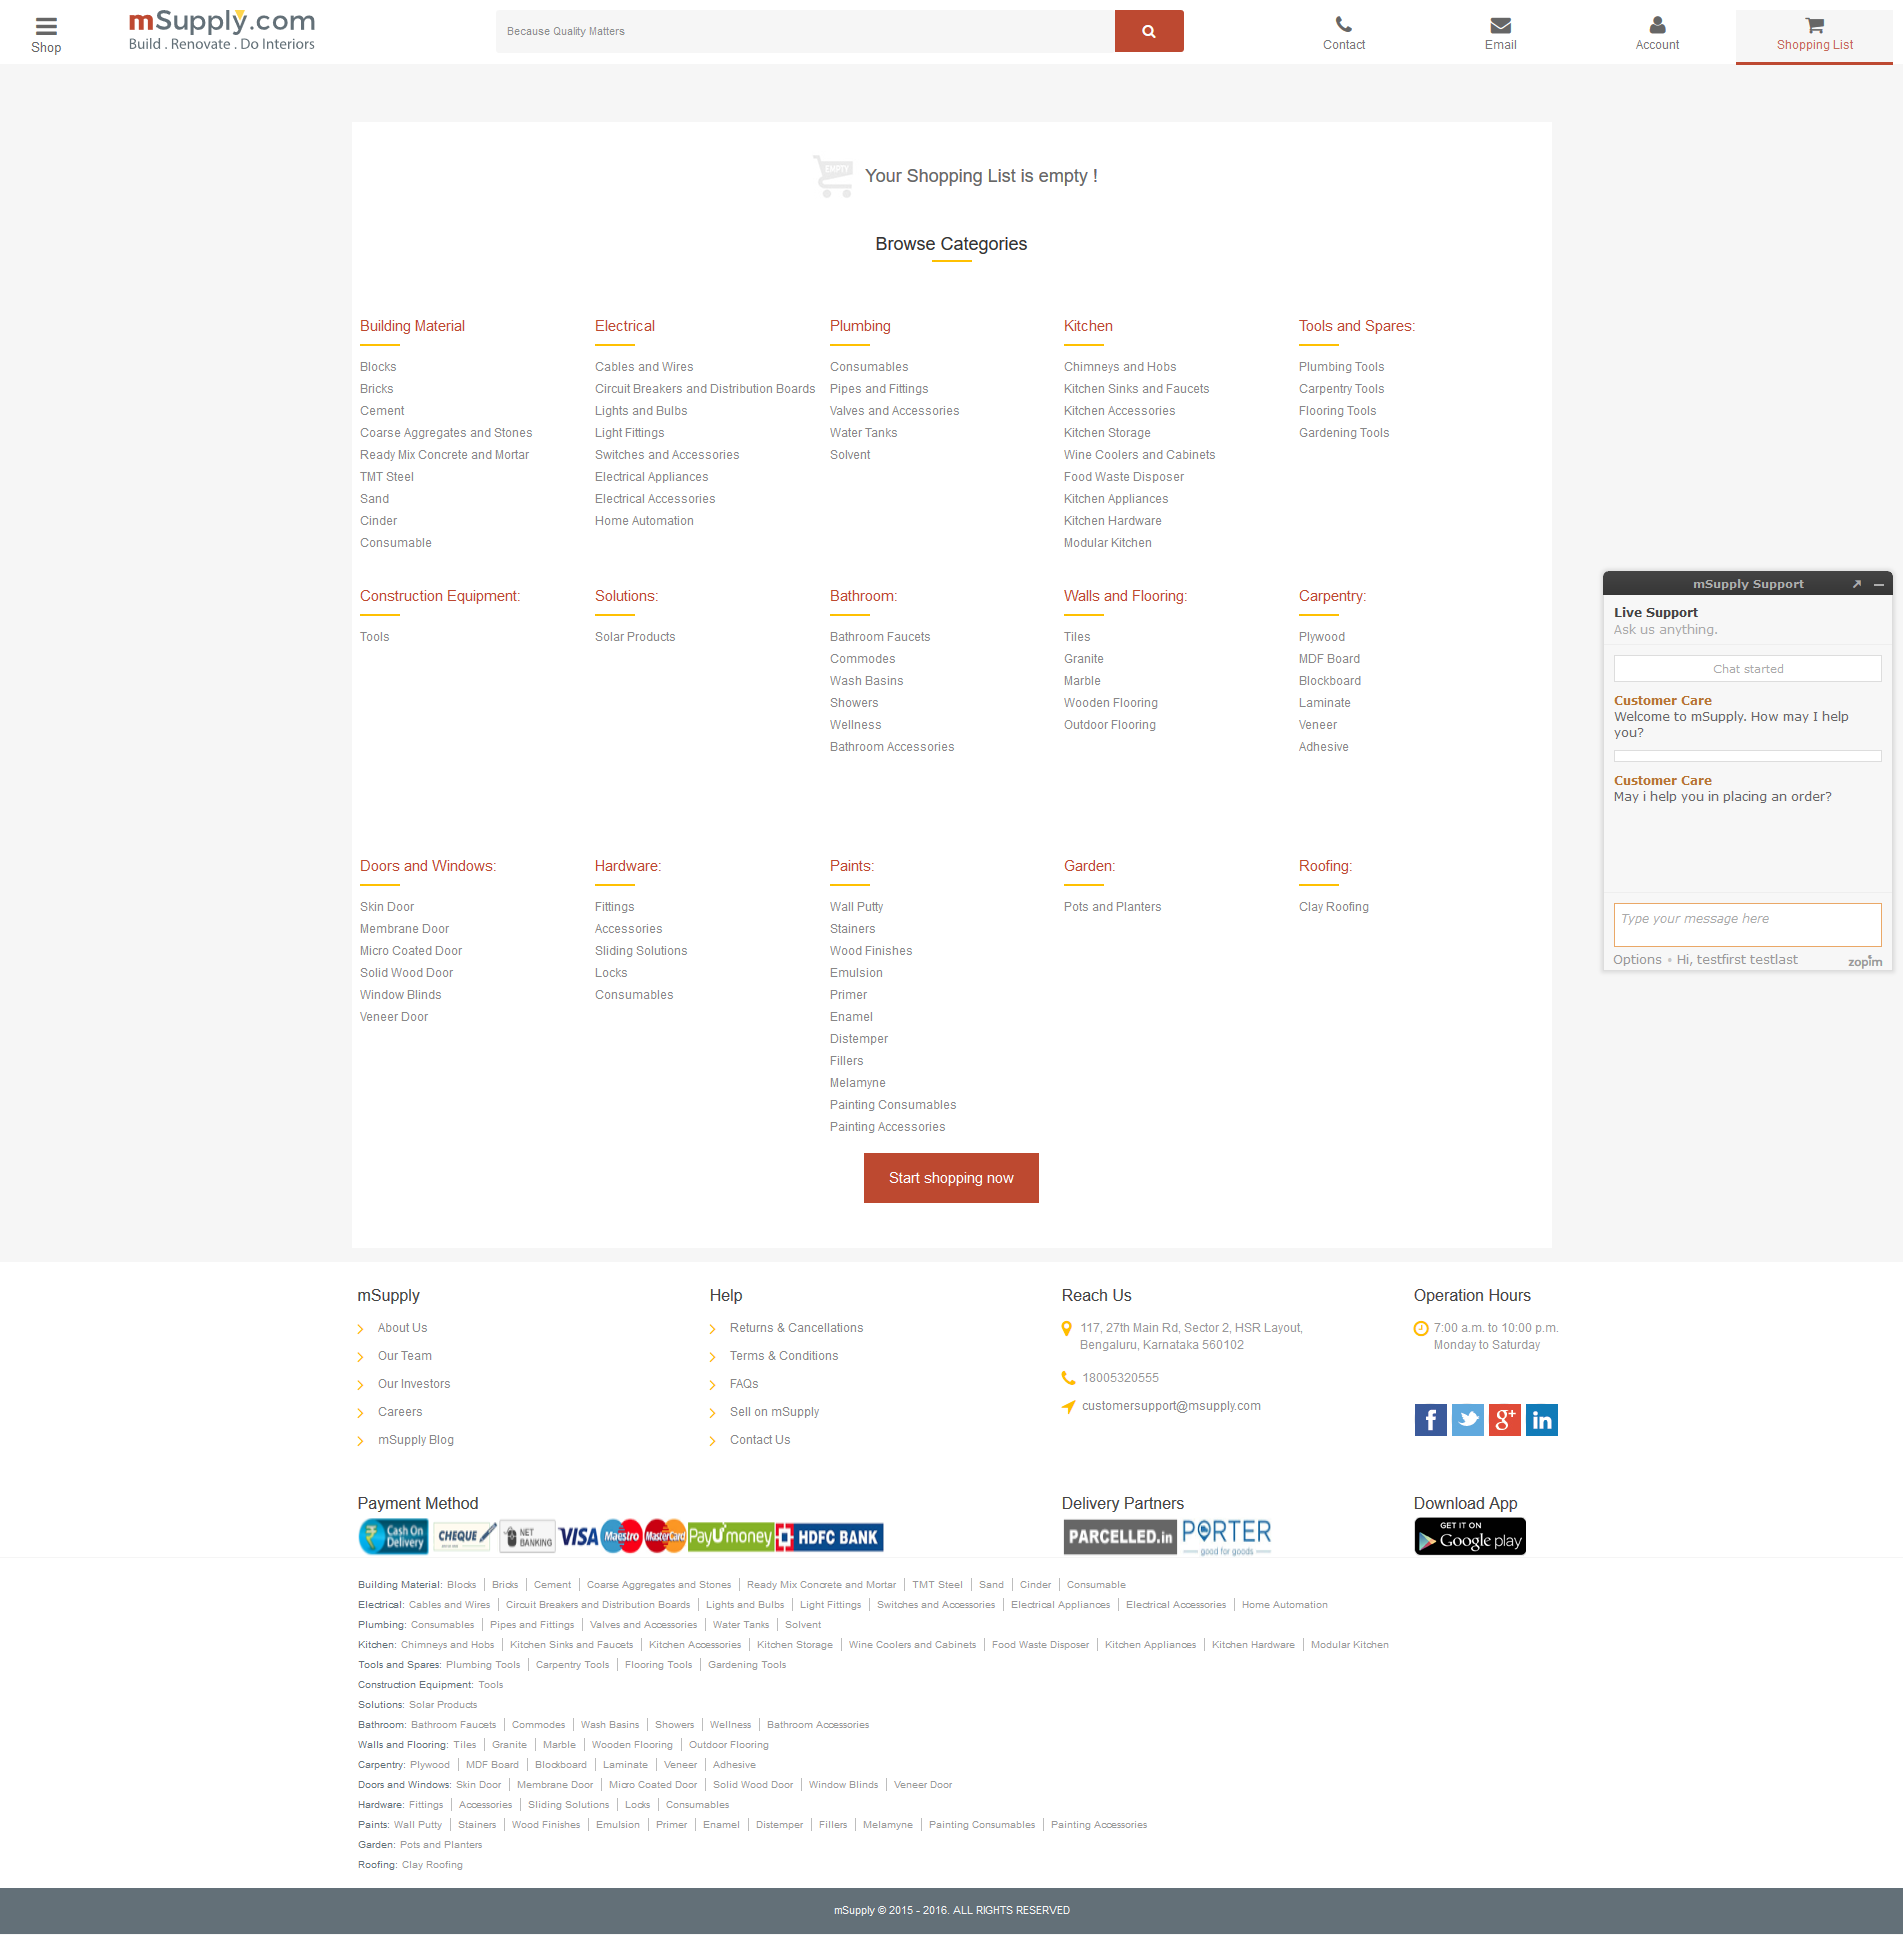 Shop
mSupply.com
Build . Renovate . Do Interiors
Because Quality Matters
Contact
Email
Account
Shopping List
EMPTY
Your Shopping List is empty !
Browse Categories
Building Material
Blocks
Bricks
Cement
Coarse Aggregates and Stones
Ready Mix Concrete and Mortar
TMT Steel
Sand
Cinder
Consumable
Electrical
Cables and Wires
Circuit Breakers and Distribution Boards
Lights and Bulbs
Light Fittings
Switches and Accessories
Electrical Appliances
Electrical Accessories
Home Automation
Plumbing
Consumables
Pipes and Fittings
Valves and Accessories
Water Tanks
Solvent
Kitchen
Chimneys and Hobs
Kitchen Sinks and Faucets
Kitchen Accessories
Kitchen Storage
Wine Coolers and Cabinets
Food Waste Disposer
Kitchen Appliances
Kitchen Hardware
Modular Kitchen
Tools and Spares:
Plumbing Tools
Carpentry Tools
Flooring Tools
Gardening Tools
Construction Equipment:
Tools
Solutions:
Solar Products
Bathroom:
Bathroom Faucets
Commodes
Wash Basins
Showers
Wellness
Bathroom Accessories
Walls and Flooring:
Tiles
Granite
Marble
Wooden Flooring
Outdoor Flooring
Carpentry:
Plywood
MDF Board
Blockboard
Laminate
Veneer
Adhesive
Doors and Windows:
Skin Door
Membrane Door
Micro Coated Door
Solid Wood Door
Window Blinds
Veneer Door
Hardware:
Fittings
Accessories
Sliding Solutions
Locks
Consumables
Paints:
Wall Putty
Stainers
Wood Finishes
Emulsion
Primer
Enamel
Distemper
Fillers
Melamyne
Painting Consumables
Painting Accessories
Garden:
Pots and Planters
Roofing:
Clay Roofing
Start shopping now
mSupply Support
Live Support
Ask us anything.
Chat started
Customer Care
Welcome to mSupply. How may I help
you?
Customer Care
May i help you in placing an order?
Type your message here
Options • Hi, testfirst testlast
zopim
mSupply
About Us
Our Team
Our Investors
Careers
mSupply Blog
Help
Returns & Cancellations
Terms & Conditions
FAQs
Sell on mSupply
Contact Us
Reach Us
117, 27th Main Rd, Sector 2, HSR Layout,
Bengaluru, Karnataka 560102
18005320555
customersupport@msupply.com
Operation Hours
7:00 a.m. to 10:00 p.m.
Monday to Saturday
Payment Method
Cash On Delivery
CHEQUE
NET BANKING
VISA
Maestro
MasterCard
PayUmoney
HDFC BANK
Delivery Partners
PARCELLED.in
PORTER
good for goods
Download App
GET IT ON
Google play
Building Material: Blocks | Bricks | Cement | Coarse Aggregates and Stones | Ready Mix Concrete and Mortar | TMT Steel | Sand | Cinder | Consumable
Electrical: Cables and Wires | Circuit Breakers and Distribution Boards | Lights and Bulbs | Light Fittings | Switches and Accessories | Electrical Appliances | Electrical Accessories | Home Automation
Plumbing: Consumables | Pipes and Fittings | Valves and Accessories | Water Tanks | Solvent
Kitchen: Chimneys and Hobs | Kitchen Sinks and Faucets | Kitchen Accessories | Kitchen Storage | Wine Coolers and Cabinets | Food Waste Disposer | Kitchen Appliances | Kitchen Hardware | Modular Kitchen
Tools and Spares: Plumbing Tools | Carpentry Tools | Flooring Tools | Gardening Tools
Construction Equipment: Tools
Solutions: Solar Products
Bathroom: Bathroom Faucets | Commodes | Wash Basins | Showers | Wellness | Bathroom Accessories
Walls and Flooring: Tiles | Granite | Marble | Wooden Flooring | Outdoor Flooring
Carpentry: Plywood | MDF Board | Blockboard | Laminate | Veneer | Adhesive
Doors and Windows: Skin Door | Membrane Door | Micro Coated Door | Solid Wood Door | Window Blinds | Veneer Door
Hardware: Fittings | Accessories | Sliding Solutions | Locks | Consumables
Paints: Wall Putty | Stainers | Wood Finishes | Emulsion | Primer | Enamel | Distemper | Fillers | Melamyne | Painting Consumables | Painting Accessories
Garden: Pots and Planters
Roofing: Clay Roofing
mSupply © 2015 - 2016. ALL RIGHTS RESERVED